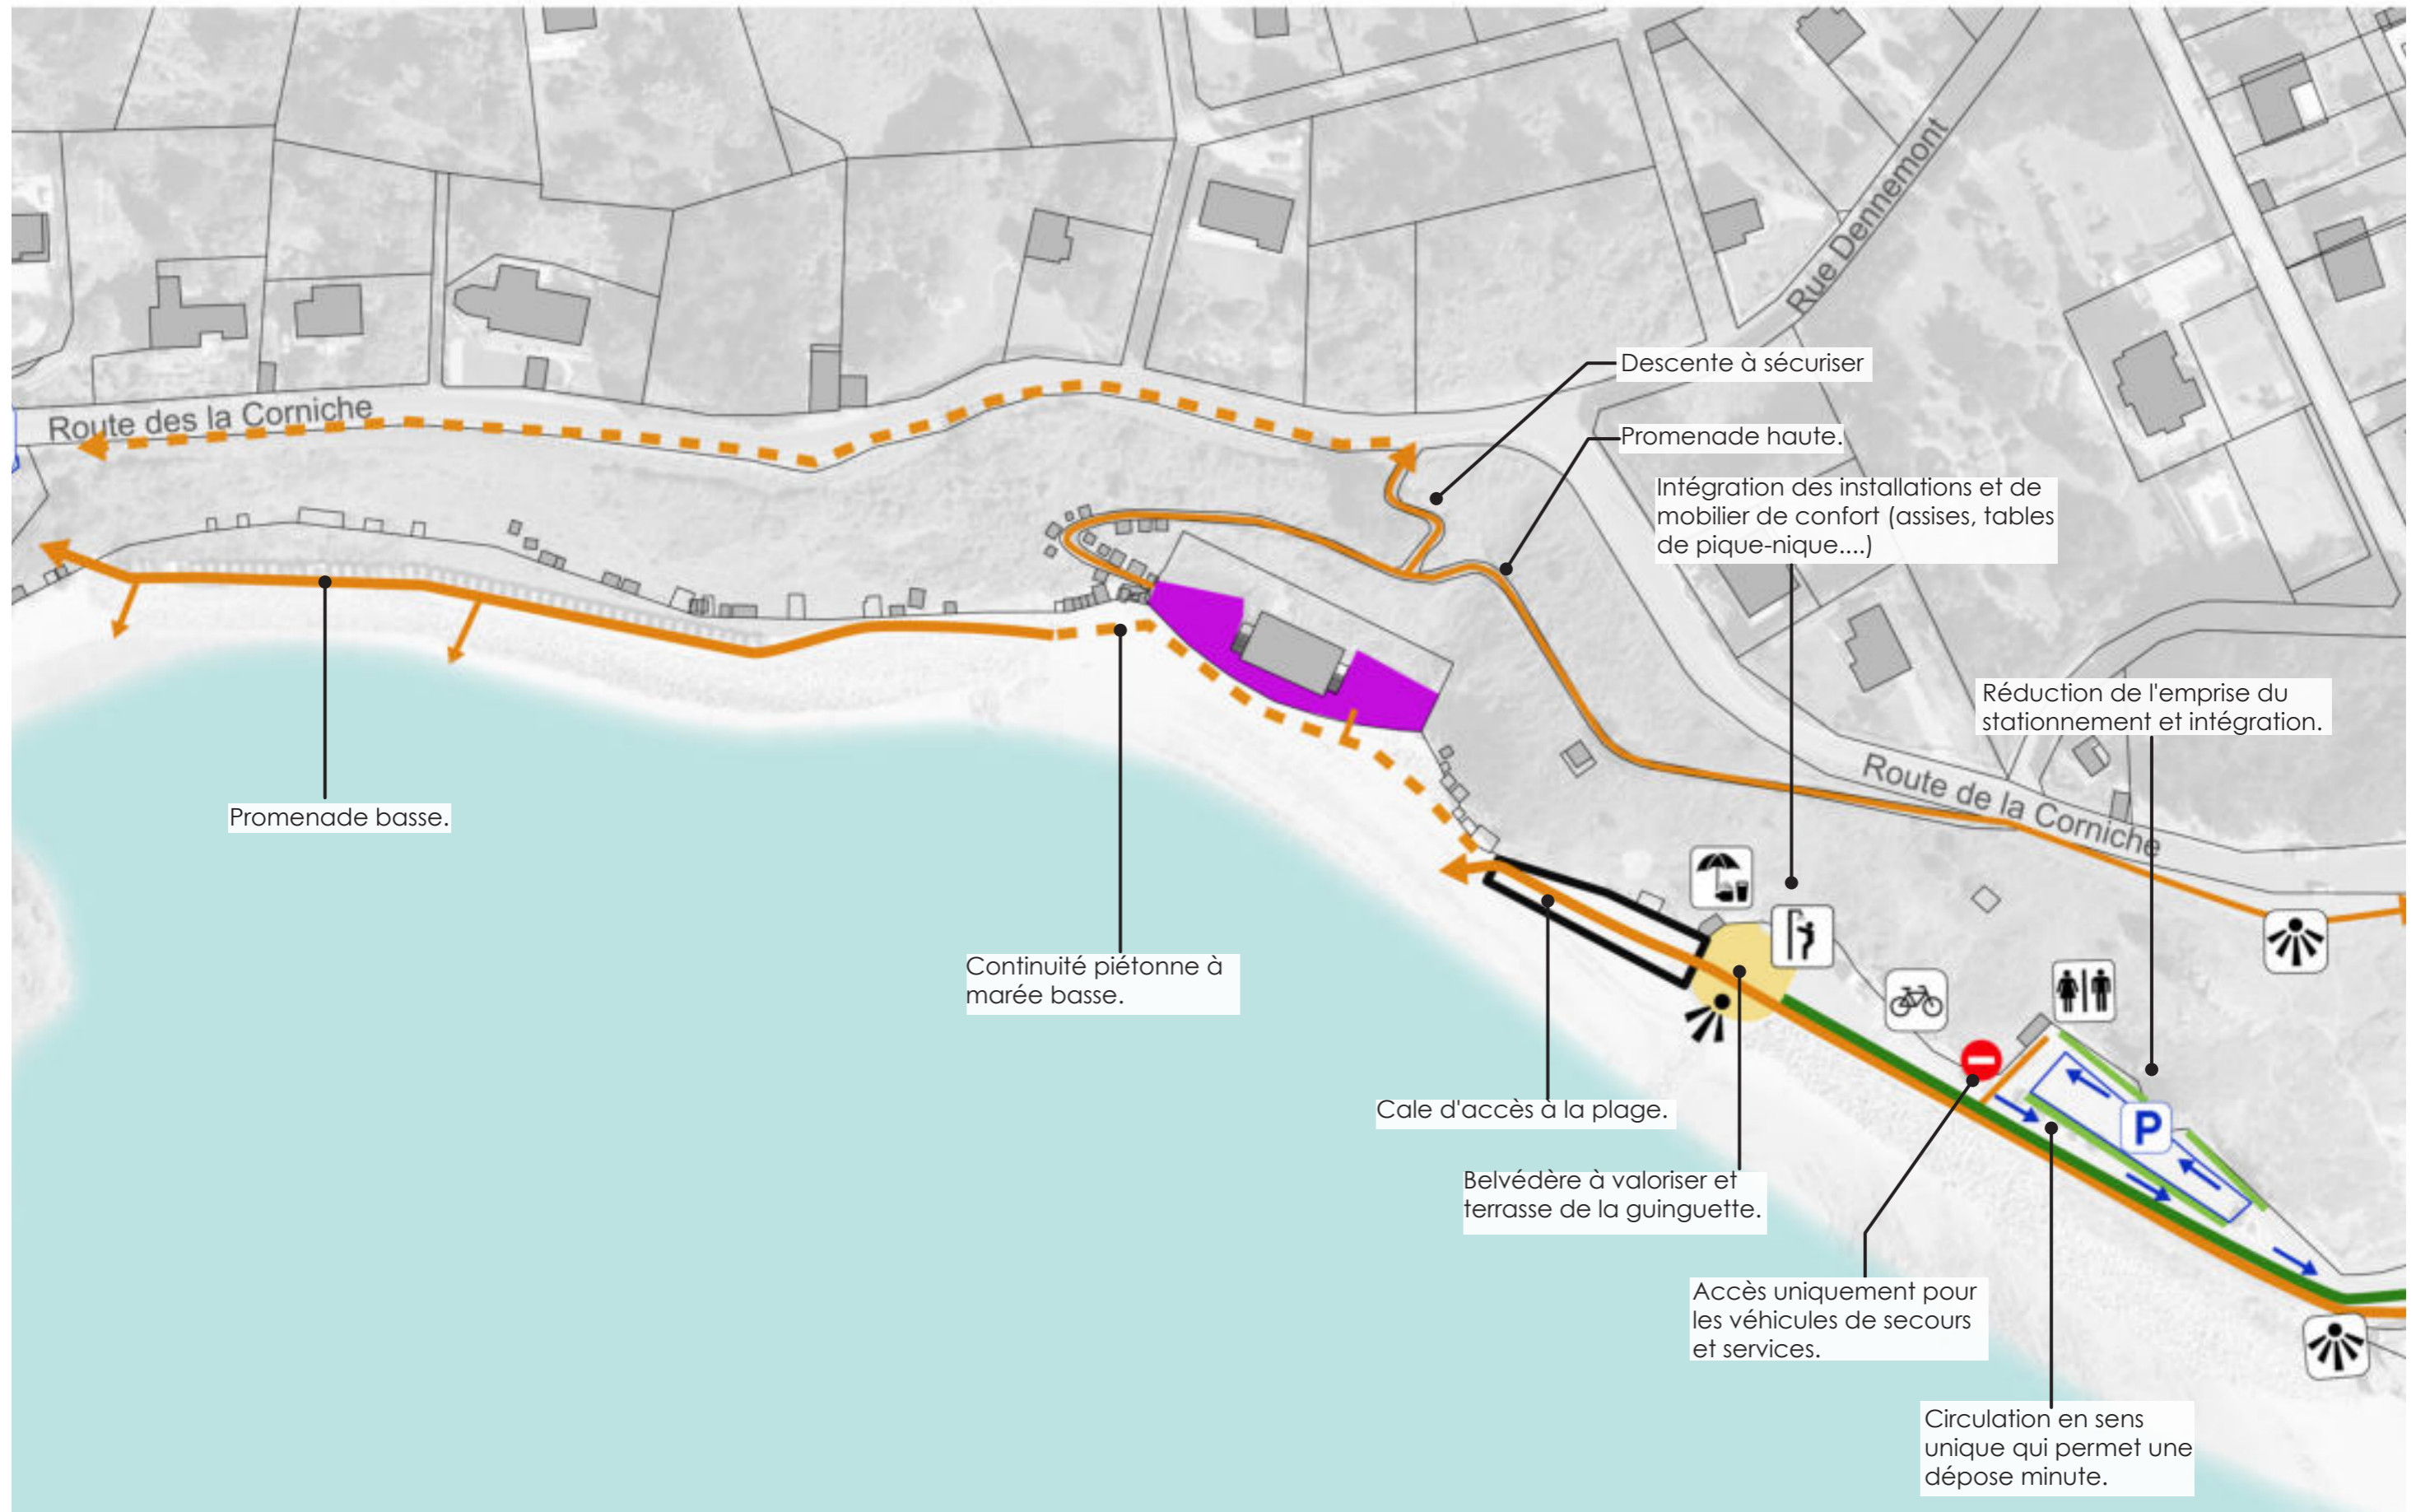 Rue Dennemont
Descente à sécuriser
Route des la Corniche
Promenade haute.
Intégration des installations et de
mobilier de confort (assises, tables
de pique-nique....)
Réduction de l'emprise du
stationnement et intégration.
Route de la Corniche
Promenade basse.
Continuité piétonne à
marée basse.
Cale d'accès à la plage.
P
Belvédère à valoriser et
terrasse de la guinguette.
Accès uniquement pour
les véhicules de secours
et services.
Circulation en sens
unique qui permet une
dépose minute.